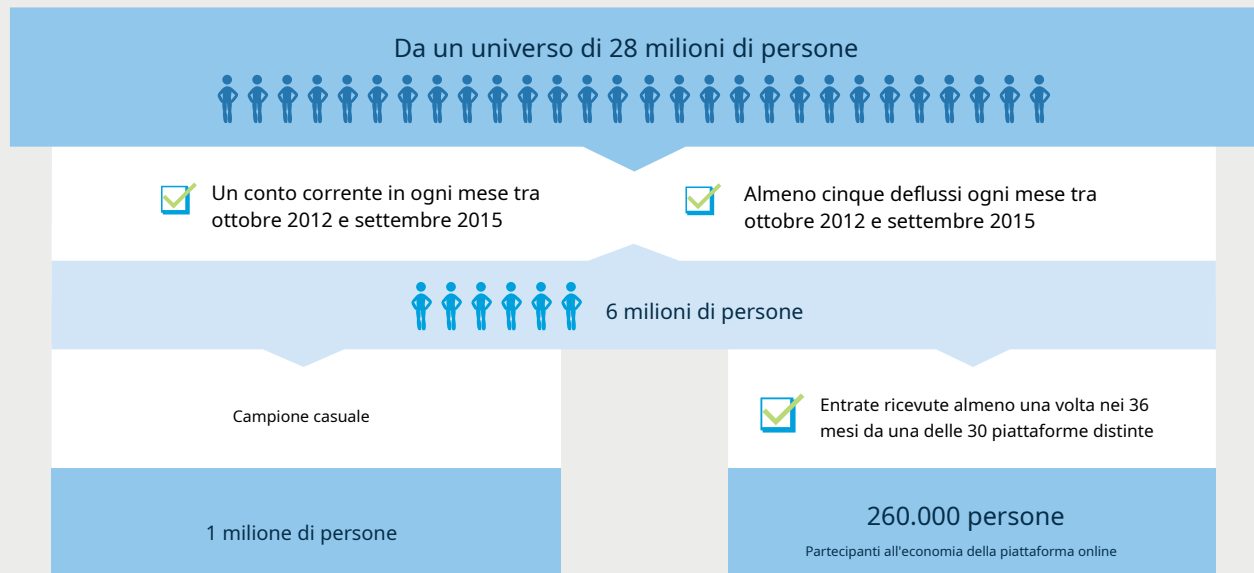 Da un universo di 28 milioni di persone
Un conto corrente in ogni mese tra
ottobre 2012 e settembre 2015
Almeno cinque deflussi ogni mese tra
ottobre 2012 e settembre 2015
6 milioni di persone
Campione casuale
Entrate ricevute almeno una volta nei 36
mesi da una delle 30 piattaforme distinte
1 milione di persone
260.000 persone
Partecipanti all'economia della piattaforma online